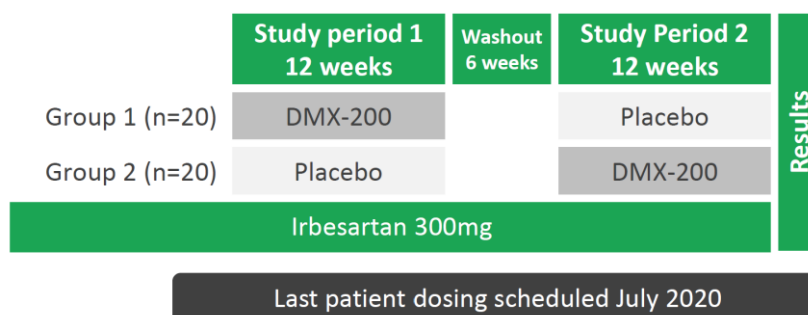 Study period 1
12 weeks
Washout
6 weeks
Study Period 2
12 weeks
Results
Group 1 (n=20)
DMX-200
Placebo
Group 2 (n=20)
Placebo
DMX-200
Irbesartan 300mg
Last patient dosing scheduled July 2020